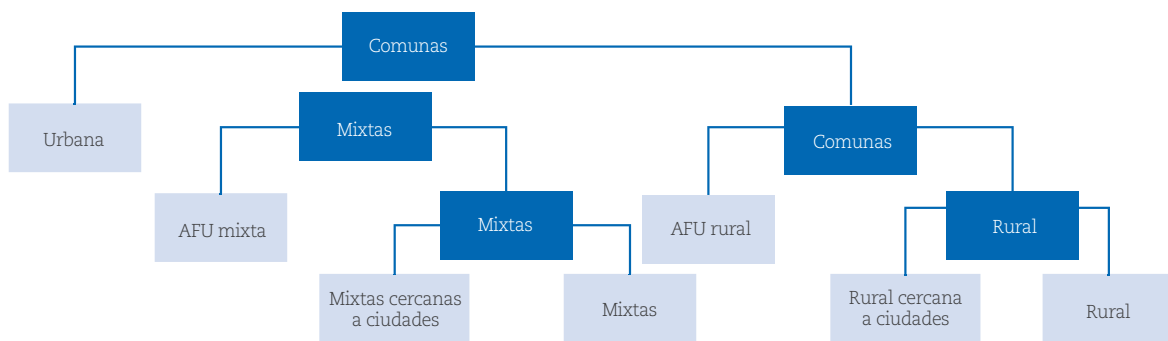 Comunas
Urbana
Mixtas
Comunas
AFU mixta
Mixtas
AFU rural
Rural
Mixtas cercanas
a ciudades
Mixtas
Rural cercana
a ciudades
Rural